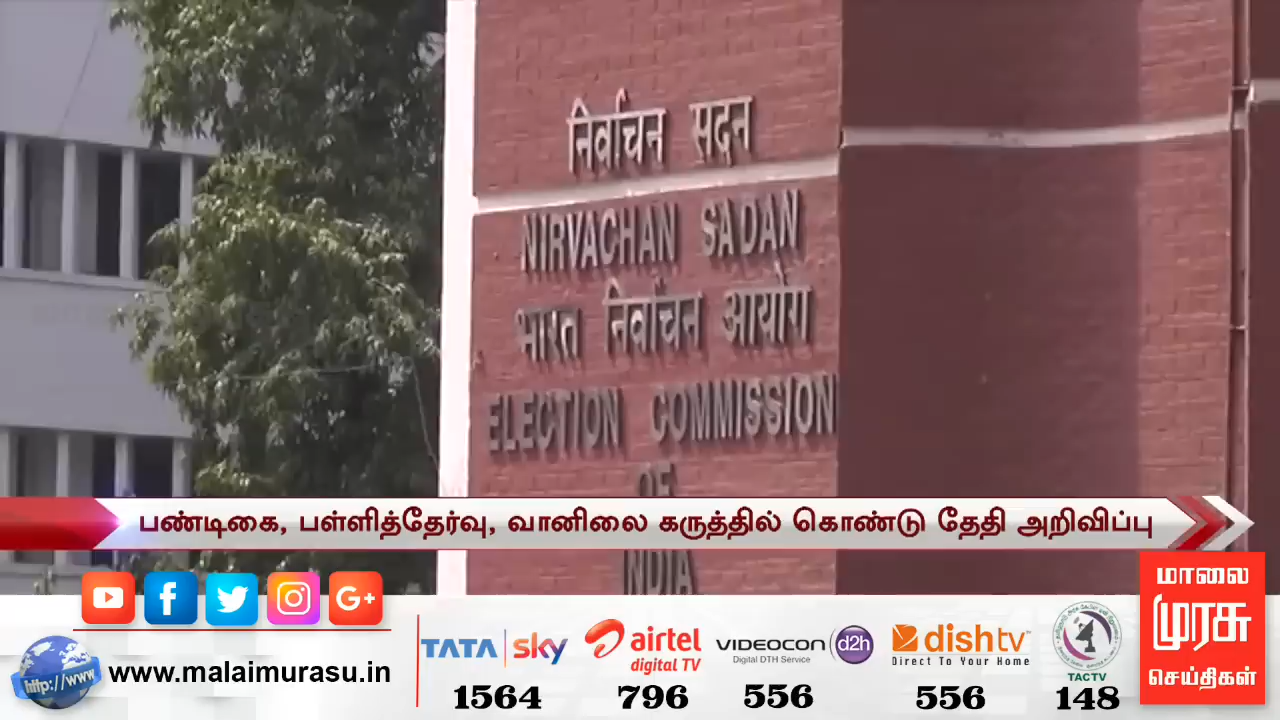 निर्वाचन सदन
NIRVACHAN SADAN
भारत निर्वाचन आयोग
ELECTION COMMISSION
OF
INDIA
பண்டிகை, பள்ளித்தேர்வு, வானிலை கருத்தில் கொண்டு தேதி அறிவிப்பு
f G+
http://www
www.malaimurasu.in
TATA sky
1564
airtel
digital TV
796
VIDEOCON d2h
Digital DTH Service
556
dishtv
Direct To Your Home
556
TACTV
148
மாலை
முரசு
செய்திகள்